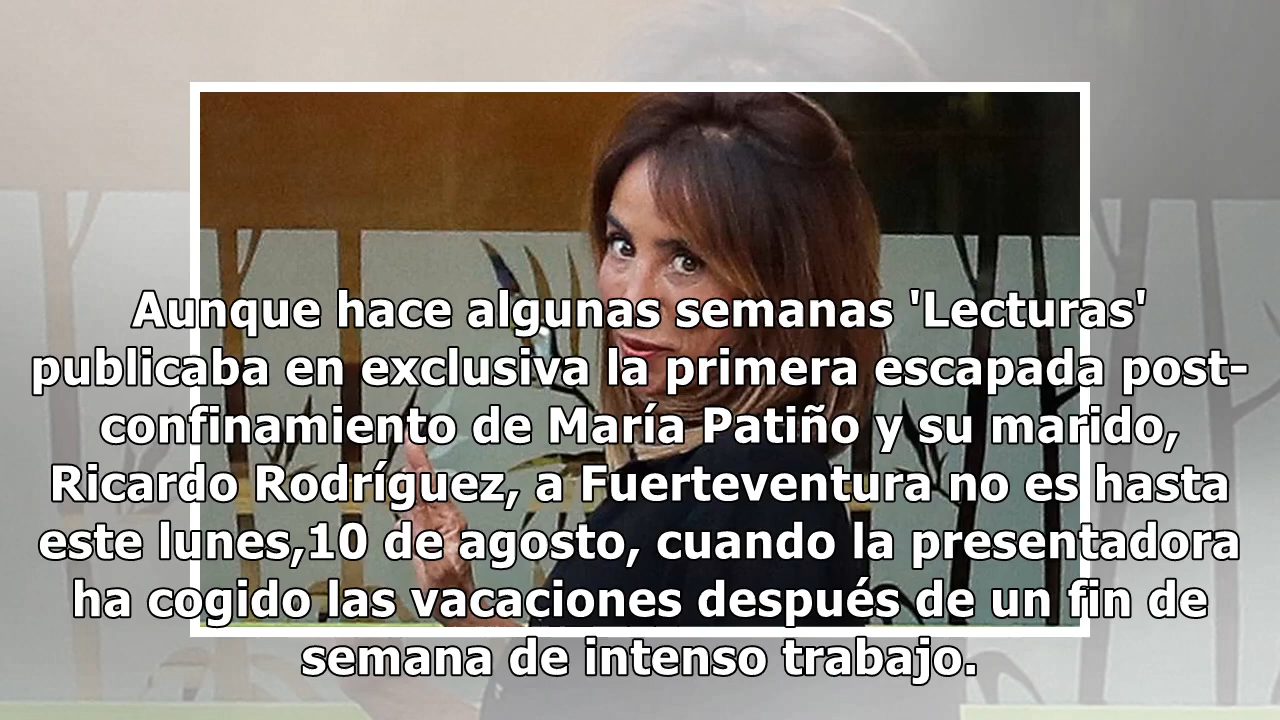 Aunque hace algunas semanas 'Lecturas'
publicaba en exclusiva la primera escapada post-
confinamiento de María Patiño y su marido,
Ricardo Rodríguez, a Fuerteventura no es hasta
este lunes,10 de agosto, cuando la presentadora
ha cogido las vacaciones después de un fin de
semana de intenso trabajo.